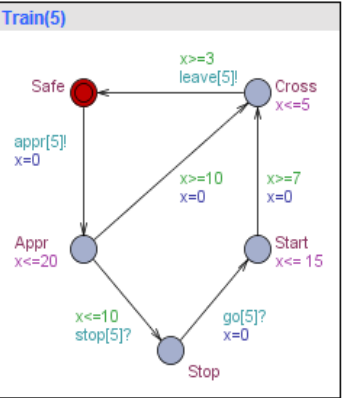 Train(5)
x>=3
leave[5]!
Safe
Cross
x<=5
appr[5]!
x=0
x>=10
x=0
x>=7
x=0
Appr
x<=20
Start
x<= 15
x<=10
stop[5]?
go[5]?
x=0
Stop